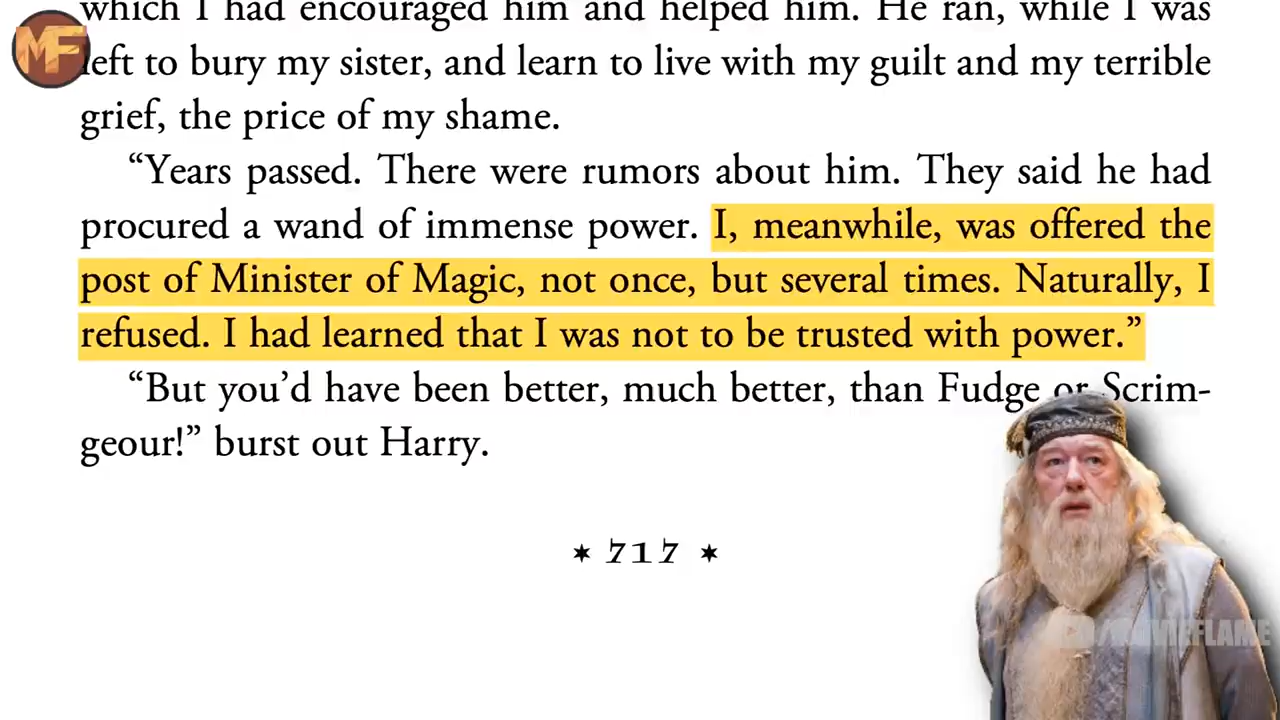 MF
which I had encouraged him and helped him. He ran, while I was
left to bury my sister, and learn to live with my guilt and my terrible
grief, the price of my shame.
“Years passed. There were rumors about him. They said he had
procured a wand of immense power. I, meanwhile, was offered the
post of Minister of Magic, not once, but several times. Naturally, I
refused. I had learned that I was not to be trusted with power.”
“But you’d have been better, much better, than Fudge or Scrim-
geour!” burst out Harry.
★ 717 ★
/MOVIEFLAME